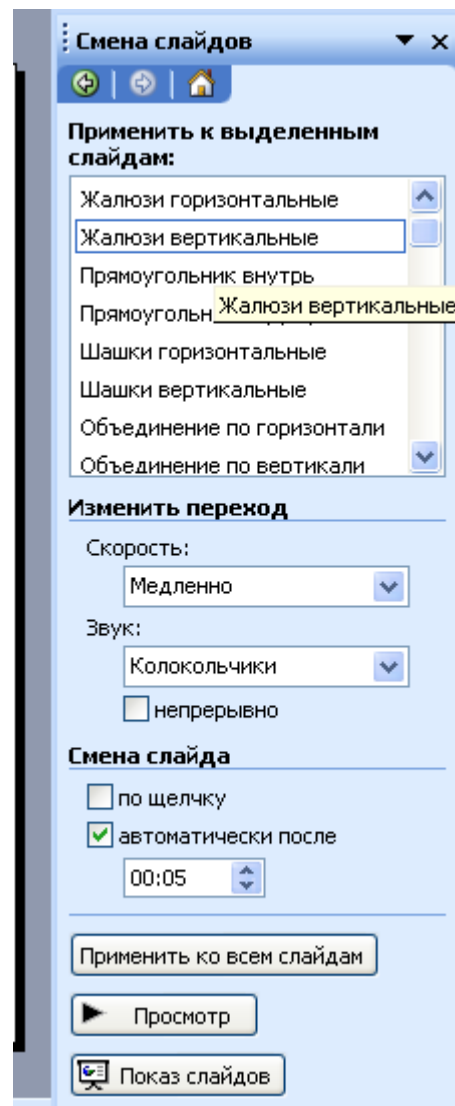 Смена слайдов
Применить к выделенным
слайдам:
Жалюзи горизонтальные
Жалюзи вертикальные
Прямоугольник внутрь
Жалюзи вертикальные
Шашки горизонтальные
Шашки вертикальные
Объединение по горизонтали
Объединение по вертикали
Изменить переход
Скорость:
Медленно
Звук:
Колокольчики
непрерывно
Смена слайда
по щелчку
автоматически после
00:05
Применить ко всем слайдам
Просмотр
Показ слайдов